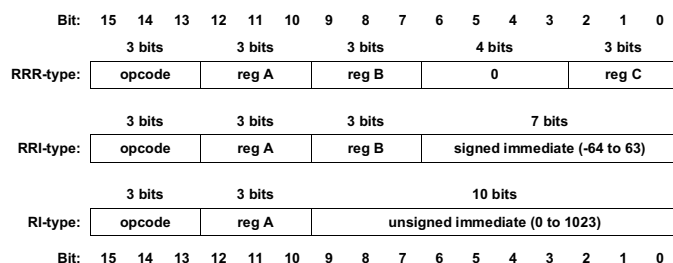 Bit: 15 14 13 12 11 10 9 8 7 6 5 4 3 2 1 0
3 bits 3 bits 3 bits 4 bits 3 bits
RRR-type: opcode reg A reg B 0 reg C
3 bits 3 bits 3 bits 7 bits
RRI-type: opcode reg A reg B signed immediate (-64 to 63)
3 bits 3 bits 10 bits
RI-type: opcode reg A unsigned immediate (0 to 1023)
Bit: 15 14 13 12 11 10 9 8 7 6 5 4 3 2 1 0